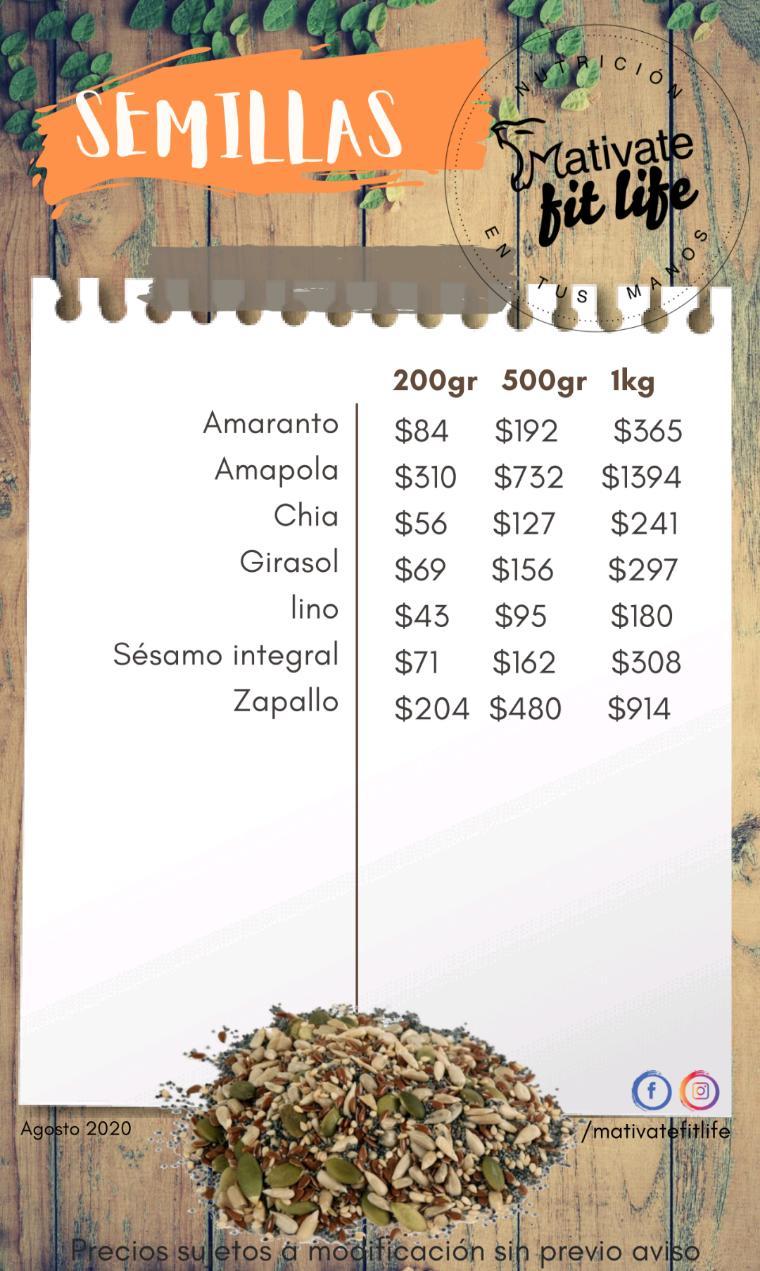 SEMILLAS
NUTRICIÓN
Mativate
fit life
EN TUS MANOS
200gr 500gr 1kg
Amaranto $84 $192 $365
Amapola $310 $732 $1394
Chia $56 $127 $241
Girasol $69 $156 $297
lino $43 $95 $180
Sésamo integral $71 $162 $308
Zapallo $204 $480 $914
Agosto 2020
/mativatefitlife
Precios sujetos a modificación sin previo aviso